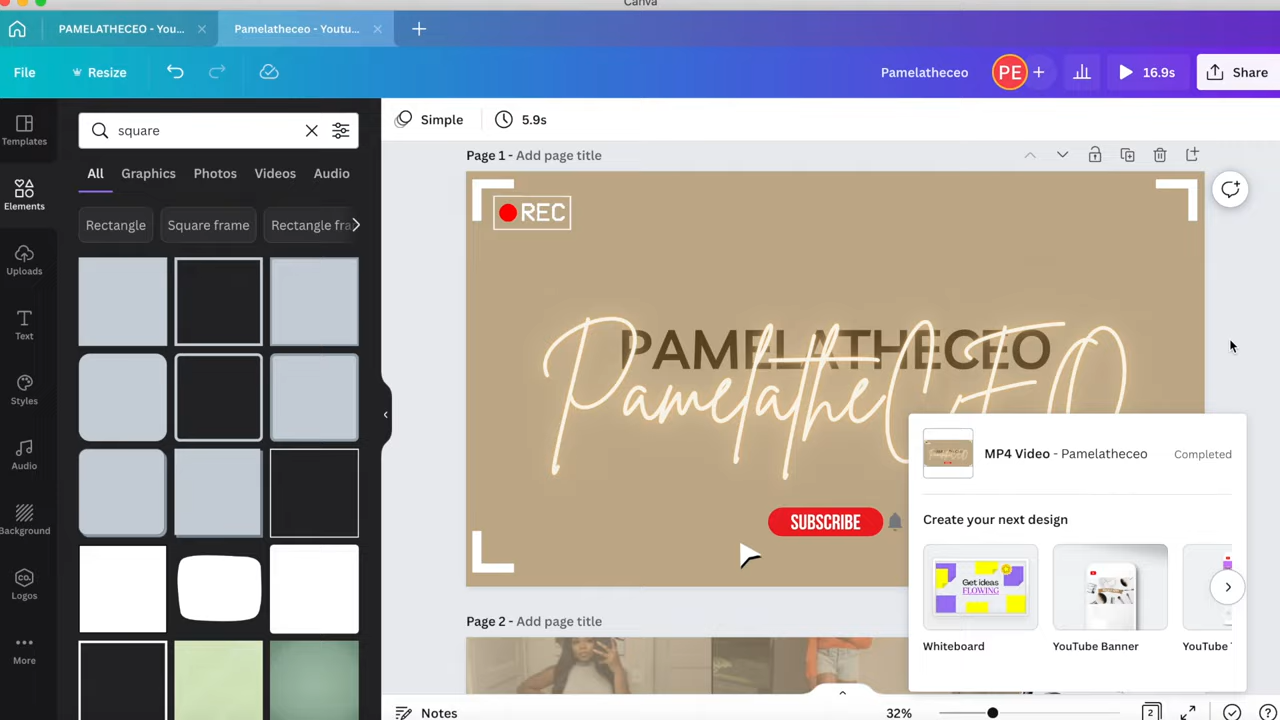 Canva
PAMELATHECEO - You...
Pamelatheceo - Youtu...
File
Resize
Pamelatheceo
PE
16.9s
Share
Templates
Elements
Uploads
Text
Styles
Audio
Background
CO.
Logos
More
square
All
Graphics
Photos
Videos
Audio
Rectangle
Square frame
Rectangle fra
Simple
5.9s
Page 1 - Add page title
REC
PAMELATHECEO
PamelatheCEO
SUBSCRIBE
MP4 Video - Pamelatheceo
Completed
Create your next design
Get ideas
FLOWING
Whiteboard
YouTube Banner
YouTube
Page 2 - Add page title
Notes
32%
2